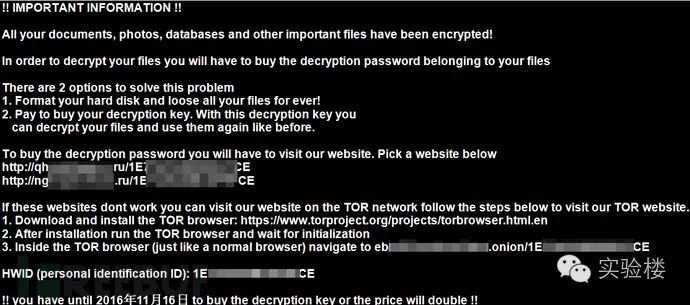 !! IMPORTANT INFORMATION !!
All your documents, photos, databases and other important files have been encrypted!
In order to decrypt your files you will have to buy the decryption password belonging to your files
There are 2 options to solve this problem
1. Format your hard disk and loose all your files for ever!
2. Pay to buy your decryption key. With this decryption key you
can decrypt your files and use them again like before.
To buy the decryption password you will have to visit our website. Pick a website below
http://qh .ru/1E7 CE
http://ng .ru/1E CE
If these websites dont work you can visit our website on the TOR network follow the steps below to visit our TOR website.
1. Download and install the TOR browser: https://www.torproject.org/projects/torbrowser.html.en
2. After installation run the TOR browser and wait for initialization
3. Inside the TOR browser (just like a normal browser) navigate to eb .onion/1E CE
HWID (personal identification ID): 1E CE
!! you have until 2016年11月16日 to buy the decryption key or the price will double !!
实验楼
REEBUF